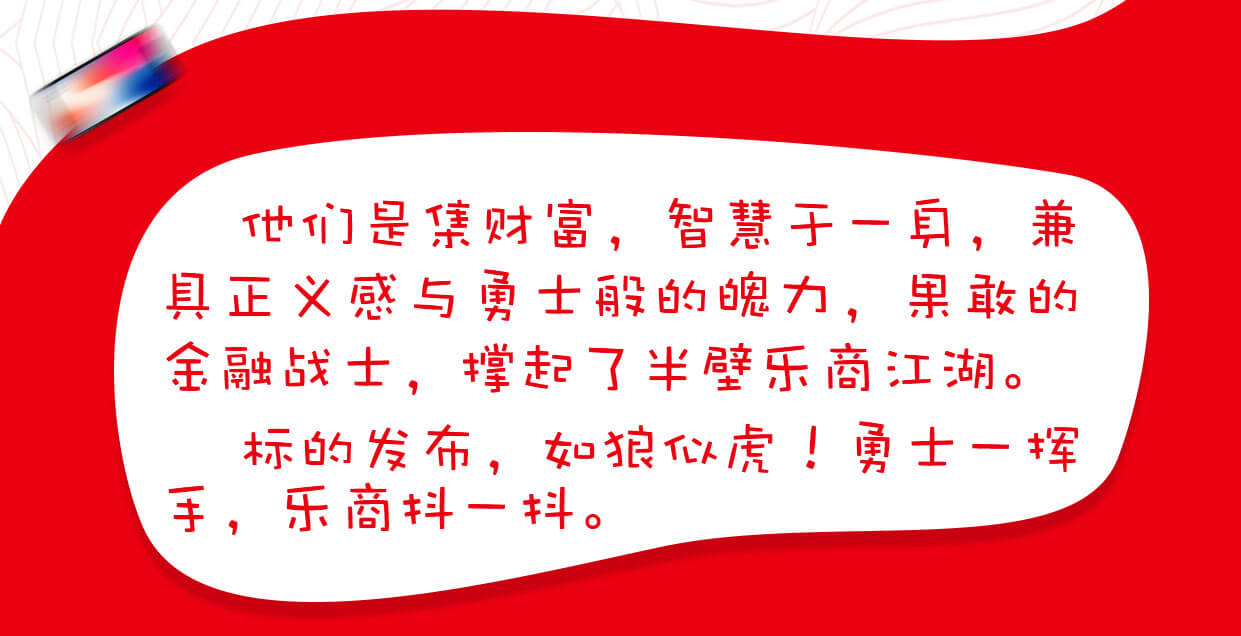 他们是集财富，智慧于一身，兼
具正义感与勇士般的魄力，果敢的
金融战士，撑起了半壁乐商江湖。
标的发布，如狼似虎！勇士一挥
手，乐商抖一抖。